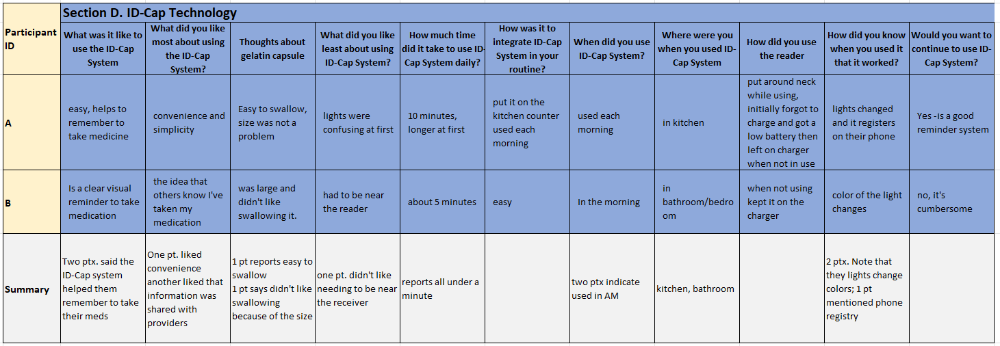 Section D. ID-Cap Technology
Participant
ID
What was it like to
use the ID-Cap
System
What did you like
most about using
the ID-Cap
System?
Thoughts about
gelatin capsule
What did you like
least about using
ID-Cap System?
How much time
did it take to use ID-
Cap System daily?
How was it to
integrate ID-Cap
System in your
routine?
When did you use
ID-Cap System?
Where were you
when you used ID-
Cap System
How did you use
the reader
How did you know
when you used it
that it worked?
Would you want to
continue to use ID-
Cap System?
A
easy, helps to
remember to
take medicine
convenience and
simplicity
Easy to swallow,
size was not a
problem
lights were
confusing at first
10 minutes,
longer at first
put it on the
kitchen counter
used each
morning
used each
morning
in kitchen
put around neck
while using,
initially forgot to
charge and got a
low battery then
left on charger
when not in use
lights changed
and it registers
on their phone
Yes -is a good
reminder system
B
Is a clear visual
reminder to take
medication
the idea that
others know I've
taken my
medication
was large and
didn't like
swallowing it.
had to be near
the reader
about 5 minutes
easy
In the morning
in
bathroom/bedro
om
when not using
kept it on the
charger
color of the light
changes
no, it's
cumbersome
Summary
Two ptx. said the
ID-Cap system
helped them
remember to take
their meds
One pt. liked
convenience
another liked that
information was
shared with
providers
1 pt reports easy to
swallow
1 pt says didn't like
swallowing
because of the size
one pt. didn't like
needing to be near
the receiver
reports all under a
minute
two ptx indicate
used in AM
kitchen, bathroom
2 ptx. Note that
they lights change
colors; 1 pt
mentioned phone
registry